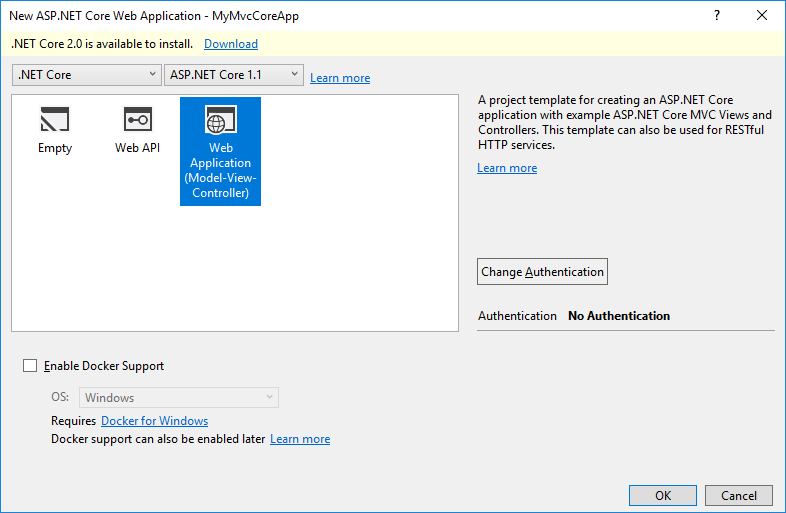 New ASP.NET Core Web Application - MyMvcCoreApp
.NET Core 2.0 is available to install. Download
.NET Core ASP.NET Core 1.1 Learn more
Empty
Web API
Web
Application
(Model-View-
Controller)
A project template for creating an ASP.NET Core
application with example ASP.NET Core MVC Views and
Controllers. This template can also be used for RESTful
HTTP services.
Learn more
Change Authentication
Authentication No Authentication
Enable Docker Support
OS: Windows
Requires Docker for Windows
Docker support can also be enabled later Learn more
OK Cancel